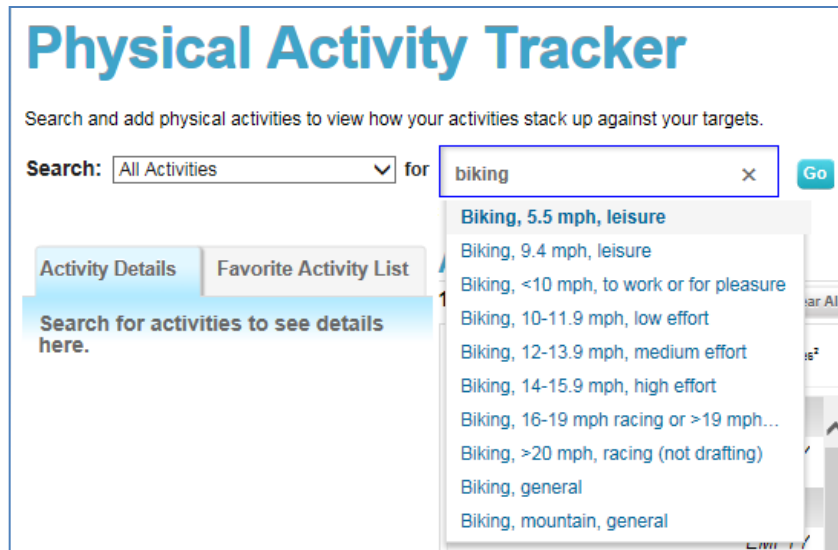 Physical Activity Tracker
Search and add physical activities to view how your activities stack up against your targets.
Search: All Activities for biking × Go
Biking, 5.5 mph, leisure
Biking, 9.4 mph, leisure
Biking, <10 mph, to work or for pleasure
Biking, 10-11.9 mph, low effort
Biking, 12-13.9 mph, medium effort
Biking, 14-15.9 mph, high effort
Biking, 16-19 mph racing or >19 mph...
Biking, >20 mph, racing (not drafting)
Biking, general
Biking, mountain, general
Activity Details Favorite Activity List
Search for activities to see details
here.